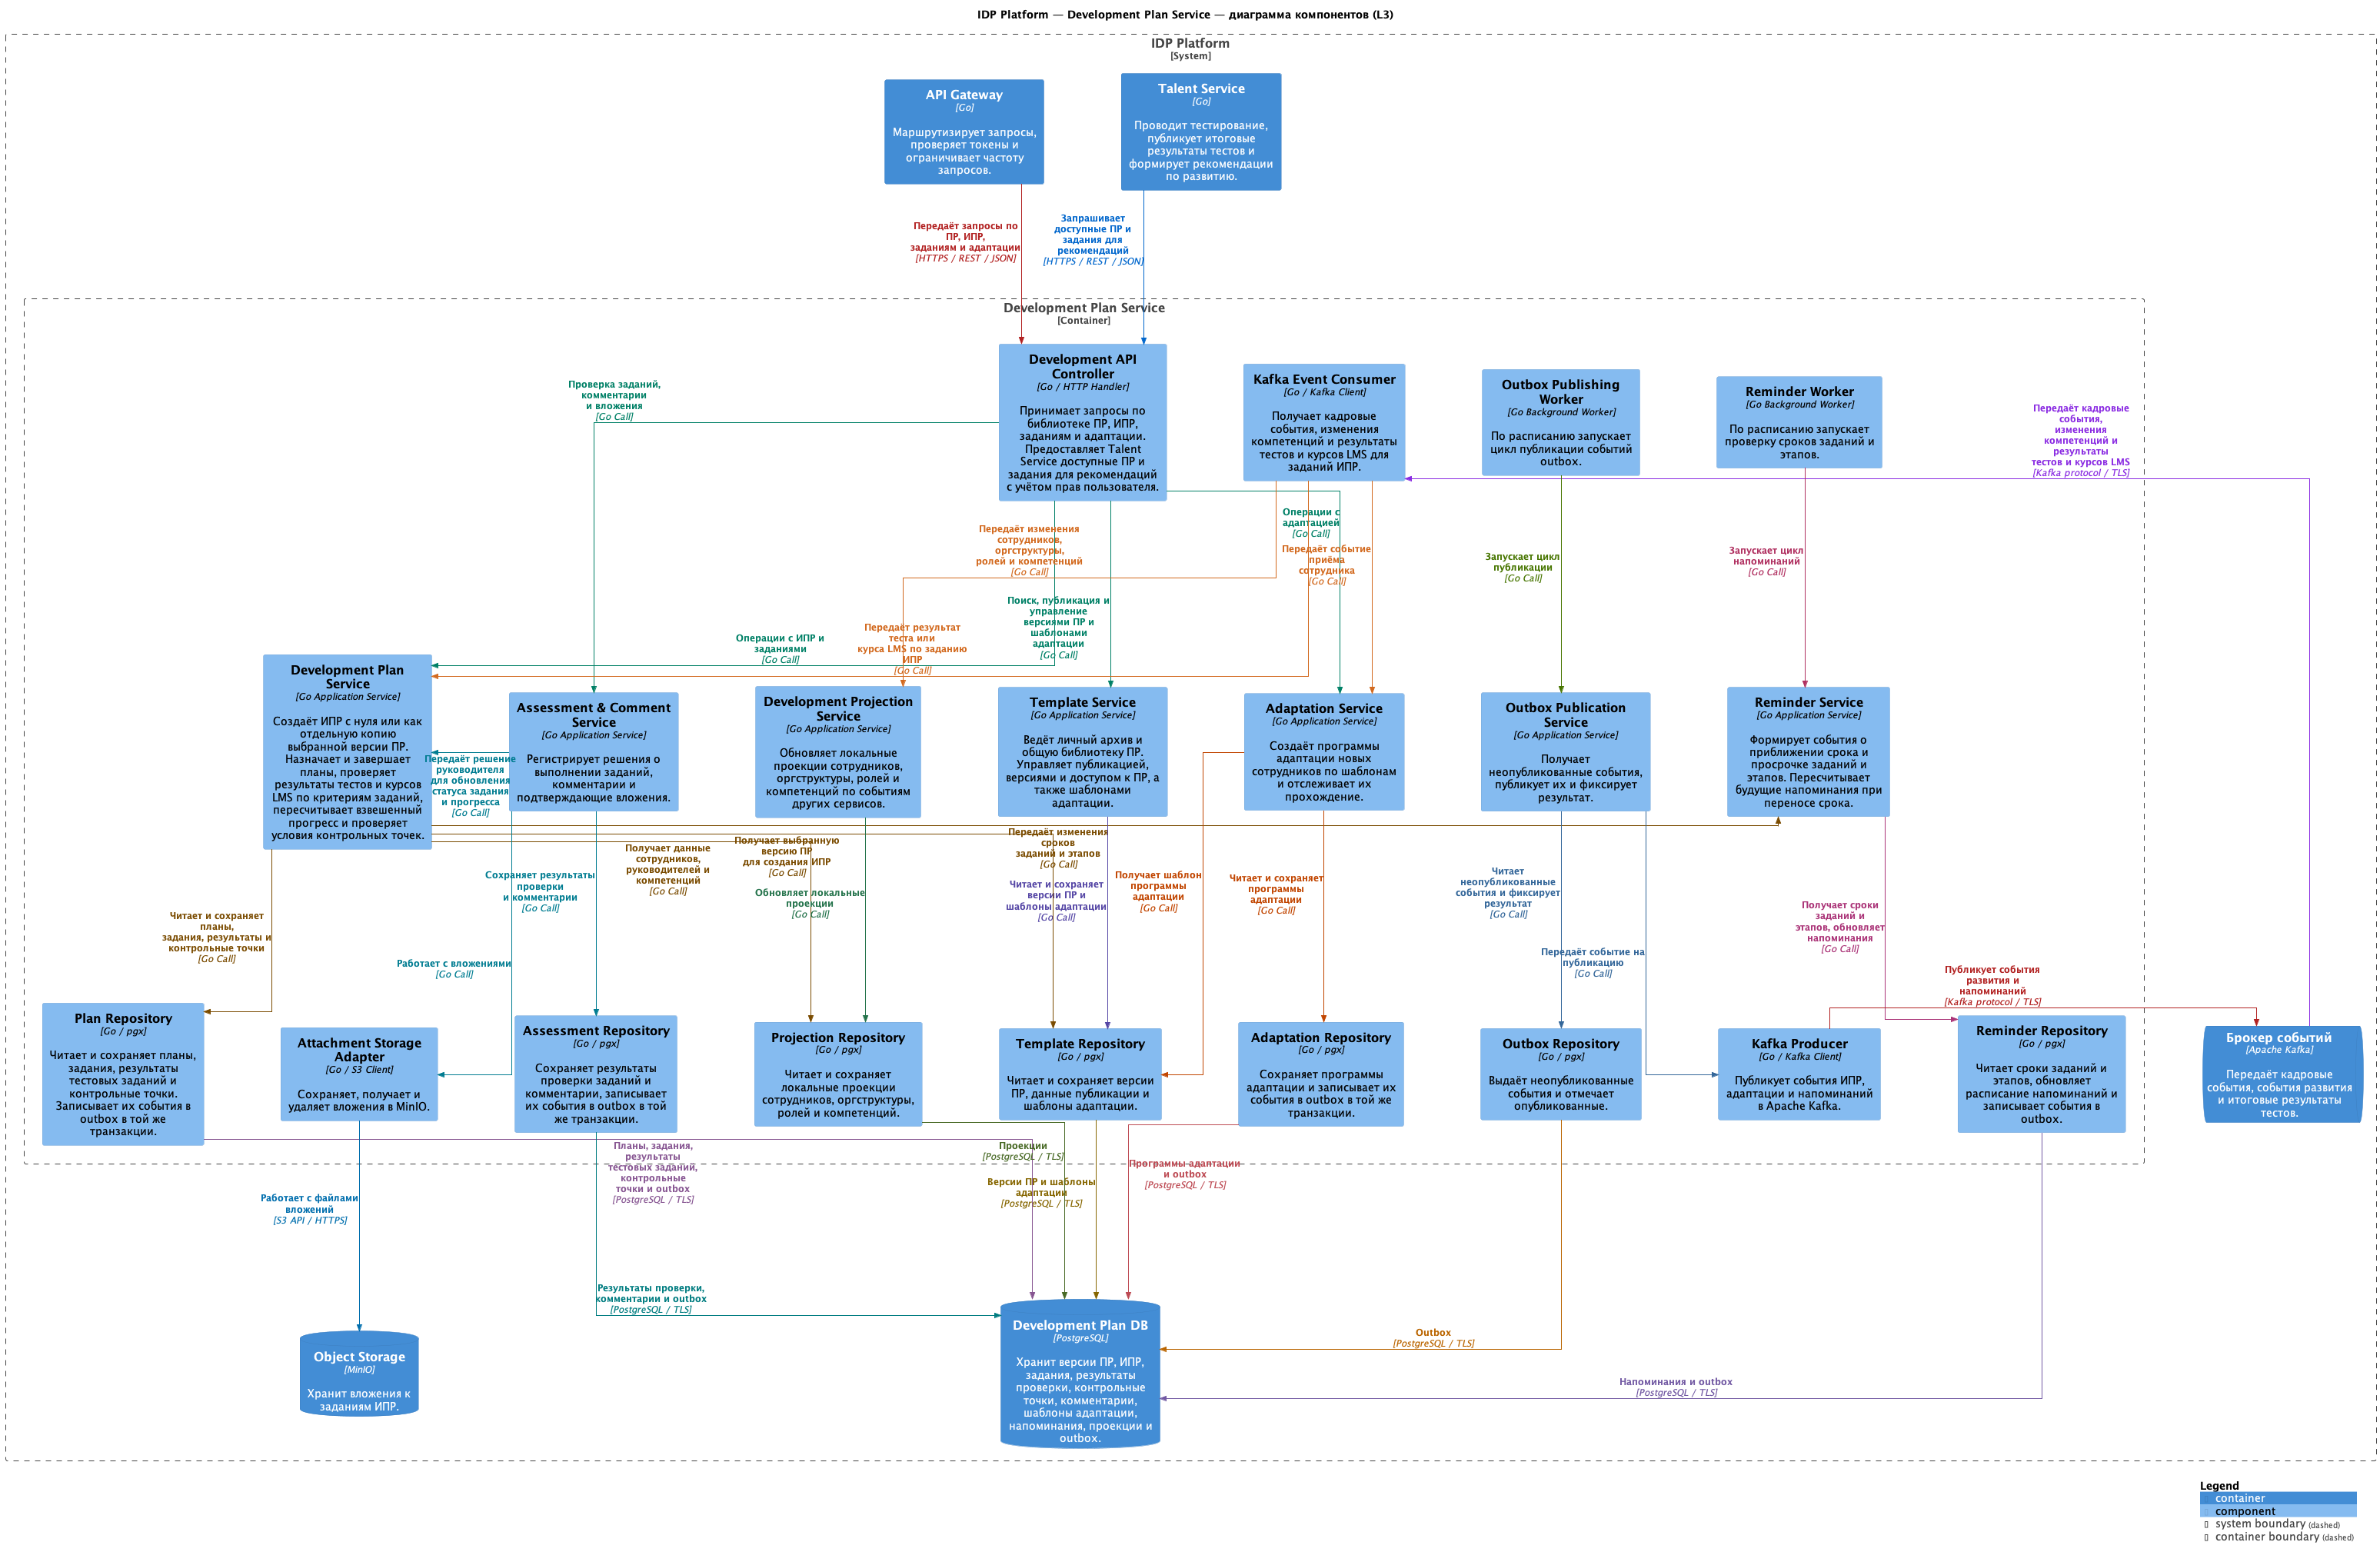 IDP Platform — Development Plan Service — диаграмма компонентов (L3)
IDP Platform
[System]
API Gateway
[Go]
Маршрутизирует запросы,
проверяет токены и
ограничивает частоту
запросов.
Talent Service
[Go]
Проводит тестирование,
публикует итоговые
результаты тестов и
формирует рекомендации
по развитию.
Передаёт запросы по
ПР, ИПР,
заданиям и адаптации
[HTTPS / REST / JSON]
Запрашивает
доступные ПР и
задания для
рекомендаций
[HTTPS / REST / JSON]
Development Plan Service
[Container]
Development API
Controller
[Go / HTTP Handler]
Принимает запросы по
библиотеке ПР, ИПР,
заданиям и адаптации.
Предоставляет Talent
Service доступные ПР и
задания для рекомендаций
с учётом прав пользователя.
Kafka Event Consumer
[Go / Kafka Client]
Получает кадровые
события, изменения
компетенций и результаты
тестов и курсов LMS для
заданий ИПР.
Outbox Publishing
Worker
[Go Background Worker]
По расписанию запускает
цикл публикации событий
outbox.
Reminder Worker
[Go Background Worker]
По расписанию запускает
проверку сроков заданий и
этапов.
Проверка заданий,
комментарии
и вложения
[Go Call]
Передаёт кадровые
события,
изменения
компетенций и
результаты
тестов и курсов LMS
[Kafka protocol / TLS]
Операции с
адаптацией
[Go Call]
Передаёт изменения
сотрудников,
оргструктуры,
ролей и компетенций
[Go Call]
Передаёт событие
приёма
сотрудника
[Go Call]
Запускает цикл
публикации
[Go Call]
Запускает цикл
напоминаний
[Go Call]
Поиск, публикация и
управление
версиями ПР и
шаблонами
адаптации
[Go Call]
Операции с ИПР и
заданиями
[Go Call]
Передаёт результат
теста или
курса LMS по заданию
ИПР
[Go Call]
Development Plan
Service
[Go Application Service]
Создаёт ИПР с нуля или как
отдельную копию
выбранной версии ПР.
Назначает и завершает
планы, проверяет
результаты тестов и курсов
LMS по критериям заданий,
пересчитывает взвешенный
прогресс и проверяет
условия контрольных точек.
Assessment & Comment
Service
[Go Application Service]
Регистрирует решения о
выполнении заданий,
комментарии и
подтверждающие вложения.
Development Projection
Service
[Go Application Service]
Обновляет локальные
проекции сотрудников,
оргструктуры, ролей и
компетенций по событиям
других сервисов.
Template Service
[Go Application Service]
Ведёт личный архив и
общую библиотеку ПР.
Управляет публикацией,
версиями и доступом к ПР, а
также шаблонами
адаптации.
Adaptation Service
[Go Application Service]
Создаёт программы
адаптации новых
сотрудников по шаблонам
и отслеживает их
прохождение.
Outbox Publication
Service
[Go Application Service]
Получает
неопубликованные события,
публикует их и фиксирует
результат.
Reminder Service
[Go Application Service]
Формирует события о
приближении срока и
просрочке заданий и
этапов. Пересчитывает
будущие напоминания при
переносе срока.
Передаёт решение
руководителя
для обновления
статуса задания
и прогресса
[Go Call]
Сохраняет результаты
проверки
и комментарии
[Go Call]
Получает данные
сотрудников,
руководителей и
компетенций
[Go Call]
Получает выбранную
версию ПР
для создания ИПР
[Go Call]
Обновляет локальные
проекции
[Go Call]
Передаёт изменения
сроков
заданий и этапов
[Go Call]
Читает и сохраняет
версии ПР и
шаблоны адаптации
[Go Call]
Получает шаблон
программы
адаптации
[Go Call]
Читает и сохраняет
программы
адаптации
[Go Call]
Читает
неопубликованные
события и фиксирует
результат
[Go Call]
Передаёт событие на
публикацию
[Go Call]
Получает сроки
заданий и
этапов, обновляет
напоминания
[Go Call]
Читает и сохраняет
планы,
задания, результаты и
контрольные точки
[Go Call]
Работает с вложениями
[Go Call]
Публикует события
развития и
напоминаний
[Kafka protocol / TLS]
Plan Repository
[Go / pgx]
Читает и сохраняет планы,
задания, результаты
тестовых заданий и
контрольные точки.
Записывает их события в
outbox в той же
транзакции.
Attachment Storage
Adapter
[Go / S3 Client]
Сохраняет, получает и
удаляет вложения в MinIO.
Assessment Repository
[Go / pgx]
Сохраняет результаты
проверки заданий и
комментарии, записывает
их события в outbox в той
же транзакции.
Projection Repository
[Go / pgx]
Читает и сохраняет
локальные проекции
сотрудников, оргструктуры,
ролей и компетенций.
Template Repository
[Go / pgx]
Читает и сохраняет версии
ПР, данные публикации и
шаблоны адаптации.
Adaptation Repository
[Go / pgx]
Сохраняет программы
адаптации и записывает их
события в outbox в той же
транзакции.
Outbox Repository
[Go / pgx]
Выдаёт неопубликованные
события и отмечает
опубликованные.
Kafka Producer
[Go / Kafka Client]
Публикует события ИПР,
адаптации и напоминаний
в Apache Kafka.
Reminder Repository
[Go / pgx]
Читает сроки заданий и
этапов, обновляет
расписание напоминаний и
записывает события в
outbox.
Брокер событий
[Apache Kafka]
Передаёт кадровые
события, события развития
и итоговые результаты
тестов.
Планы, задания,
результаты
тестовых заданий,
контрольные
точки и outbox
[PostgreSQL / TLS]
Проекции
[PostgreSQL / TLS]
Версии ПР и шаблоны
адаптации
[PostgreSQL / TLS]
Программы адаптации
и outbox
[PostgreSQL / TLS]
Работает с файлами
вложений
[S3 API / HTTPS]
Результаты проверки,
комментарии и outbox
[PostgreSQL / TLS]
Outbox
[PostgreSQL / TLS]
Напоминания и outbox
[PostgreSQL / TLS]
Object Storage
[MinIO]
Хранит вложения к
заданиям ИПР.
Development Plan DB
[PostgreSQL]
Хранит версии ПР, ИПР,
задания, результаты
проверки, контрольные
точки, комментарии,
шаблоны адаптации,
напоминания, проекции и
outbox.
Legend
container
component
system boundary (dashed)
container boundary (dashed)